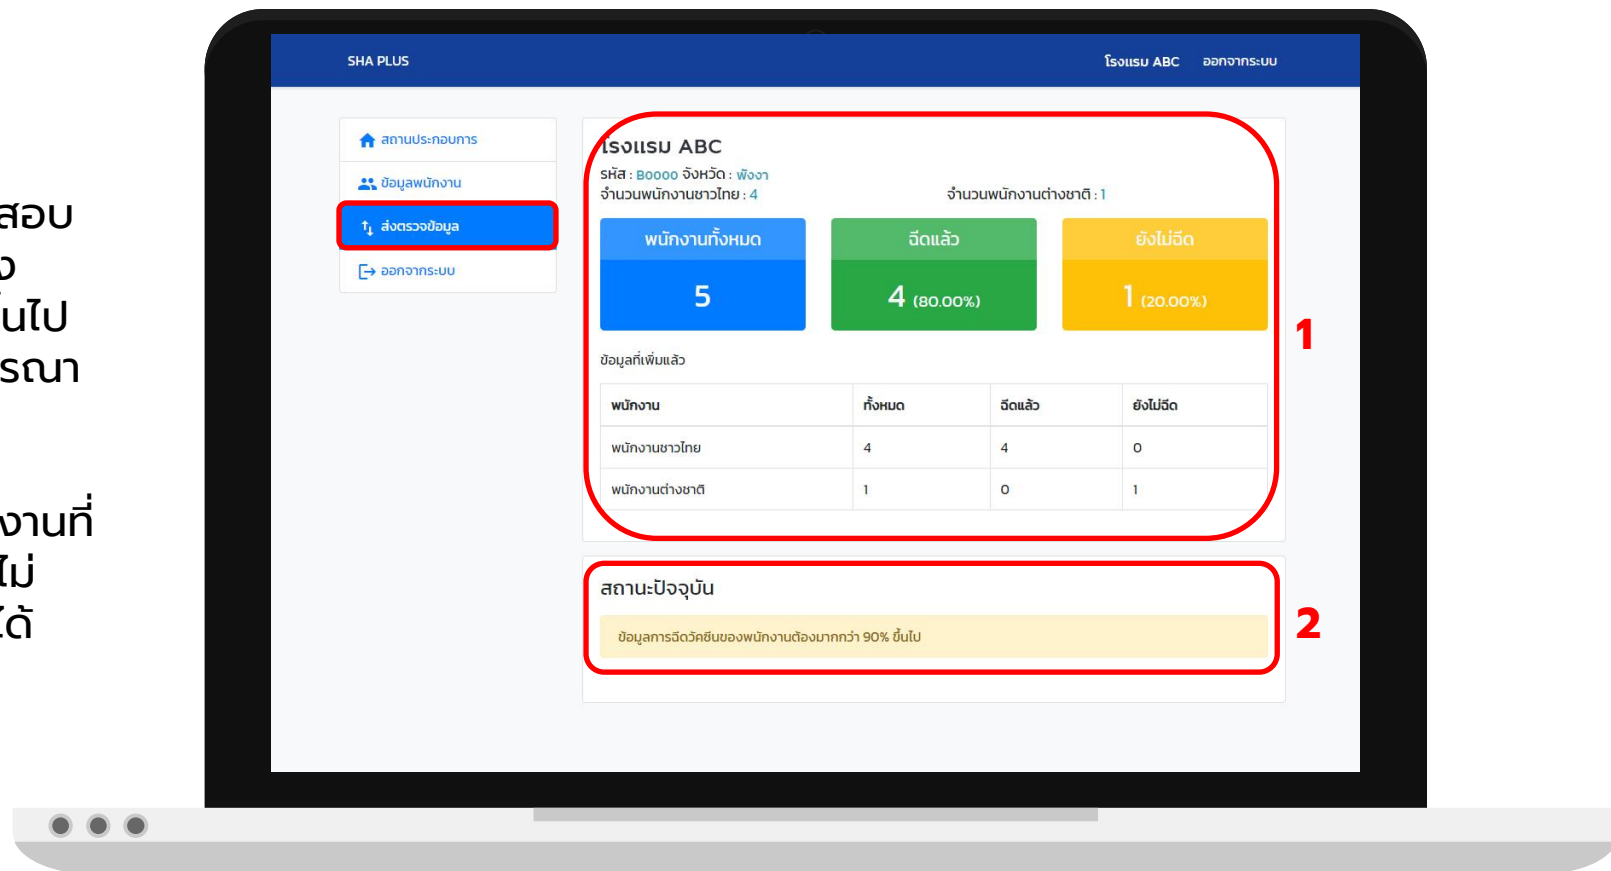 SHA PLUS
โรงแรม ABC ออกจากระบบ
สถานประกอบการ
ข้อมูลพนักงาน
ส่งตรวจข้อมูล
ออกจากระบบ
สอบ
ง
ึ้นไป
รณา
งานที่
ไม่
ได้
โรงแรม ABC
รหัส : B0000 จังหวัด : พังงา
จำนวนพนักงานชาวไทย : 4 จำนวนพนักงานต่างชาติ : 1
พนักงานทั้งหมด ฉีดแล้ว ยังไม่ฉีด
5 4 (80.00%) 1 (20.00%)
1
ข้อมูลที่เพิ่มแล้ว
พนักงาน ทั้งหมด ฉีดแล้ว ยังไม่ฉีด
พนักงานชาวไทย 4 4 0
พนักงานต่างชาติ 1 0 1
สถานะปัจจุบัน
ข้อมูลการฉีดวัคซีนของพนักงานต้องมากกว่า 90% ขึ้นไป
2